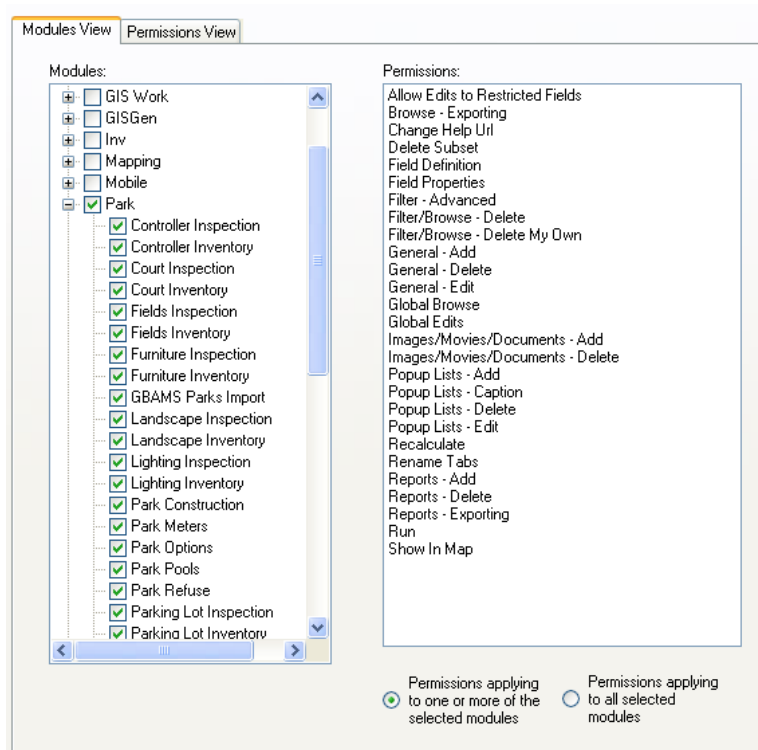 Modules View
Permissions View
Modules:
GIS Work
GISGen
Inv
Mapping
Mobile
Park
Controller Inspection
Controller Inventory
Court Inspection
Court Inventory
Fields Inspection
Fields Inventory
Furniture Inspection
Furniture Inventory
GBAMS Parks Import
Landscape Inspection
Landscape Inventory
Lighting Inspection
Lighting Inventory
Park Construction
Park Meters
Park Options
Park Pools
Park Refuse
Parking Lot Inspection
Parking Lot Inventory
Permissions:
Allow Edits to Restricted Fields
Browse - Exporting
Change Help Url
Delete Subset
Field Definition
Field Properties
Filter - Advanced
Filter/Browse - Delete
Filter/Browse - Delete My Own
General - Add
General - Delete
General - Edit
Global Browse
Global Edits
Images/Movies/Documents - Add
Images/Movies/Documents - Delete
Popup Lists - Add
Popup Lists - Caption
Popup Lists - Delete
Popup Lists - Edit
Recalculate
Rename Tabs
Reports - Add
Reports - Delete
Reports - Exporting
Run
Show In Map
Permissions applying
to one or more of the
selected modules
Permissions applying
to all selected
modules